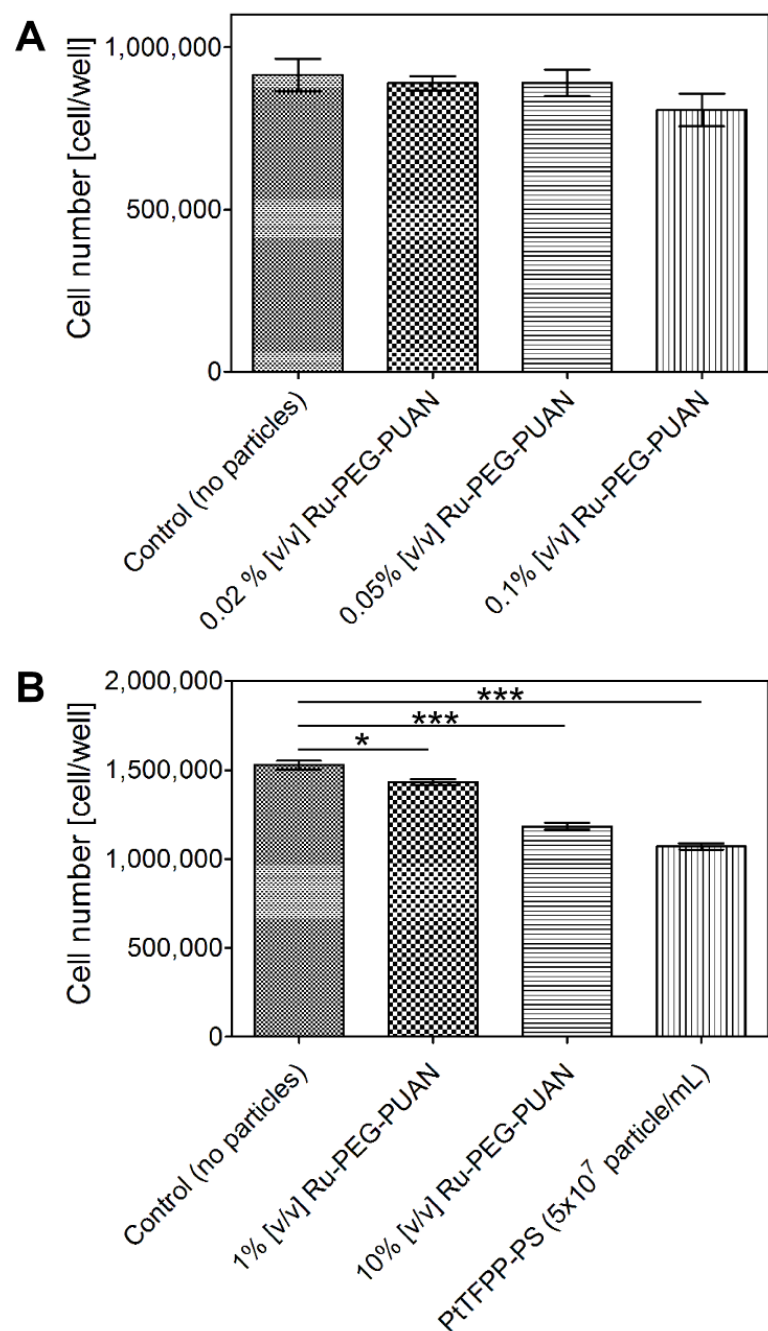 A
Cell number [cell/well]
1,000,000
500,000
0
Control (no particles)
0.02 % [v/v] Ru-PEG-PUAN
0.05% [v/v] Ru-PEG-PUAN
0.1% [v/v] Ru-PEG-PUAN
B
Cell number [cell/well]
2,000,000
1,500,000
1,000,000
500,000
0
***
***
*
Control (no particles)
1% [v/v] Ru-PEG-PUAN
10% [v/v] Ru-PEG-PUAN
PtTFPP-PS (5x10⁷ particle/mL)